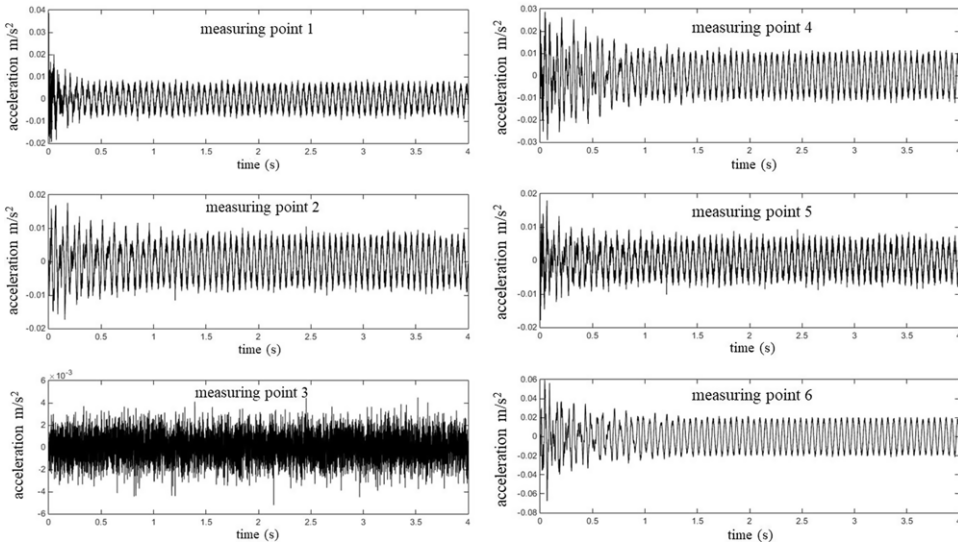 measuring point 1
acceleration m/s²
0.04
0.03
0.02
0.01
0
-0.01
-0.02
0 0.5 1 1.5 2 2.5 3 3.5 4
time (s)
measuring point 4
acceleration m/s²
0.03
0.02
0.01
0
-0.01
-0.02
-0.03
0 0.5 1 1.5 2 2.5 3 3.5 4
time (s)
measuring point 2
acceleration m/s²
0.02
0.01
0
-0.01
-0.02
0 0.5 1 1.5 2 2.5 3 3.5 4
time (s)
measuring point 5
acceleration m/s²
0.02
0.01
0
-0.01
-0.02
0 0.5 1 1.5 2 2.5 3 3.5 4
time (s)
measuring point 3
acceleration m/s²
× 10⁻³
6
4
2
0
-2
-4
-6
0 0.5 1 1.5 2 2.5 3 3.5 4
time (s)
measuring point 6
acceleration m/s²
0.06
0.04
0.02
0
-0.02
-0.04
-0.06
-0.08
0 0.5 1 1.5 2 2.5 3 3.5 4
time (s)